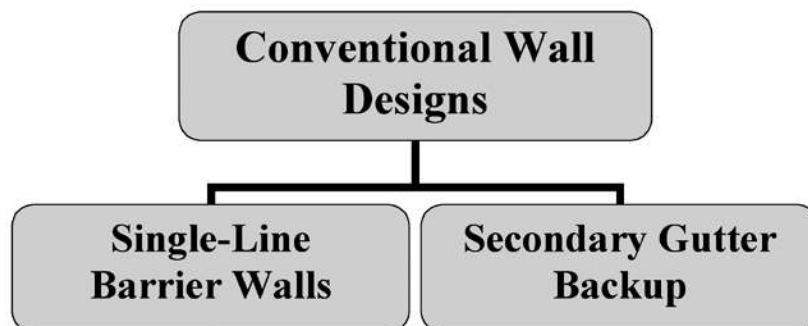 Conventional Wall
Designs
Single-Line
Barrier Walls
Secondary Gutter
Backup